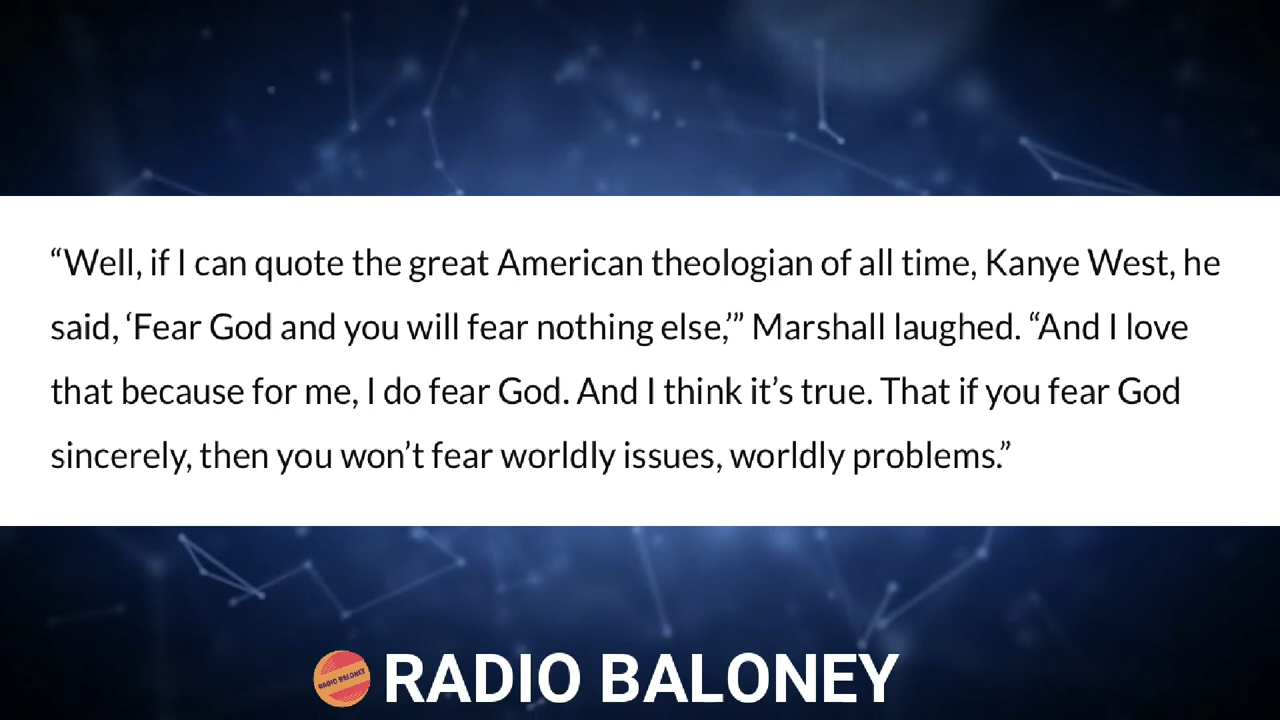 “Well, if I can quote the great American theologian of all time, Kanye West, he
said, ‘Fear God and you will fear nothing else,’” Marshall laughed. “And I love
that because for me, I do fear God. And I think it’s true. That if you fear God
sincerely, then you won’t fear worldly issues, worldly problems.”
RADIO BALONEY
RADIO BALONEY